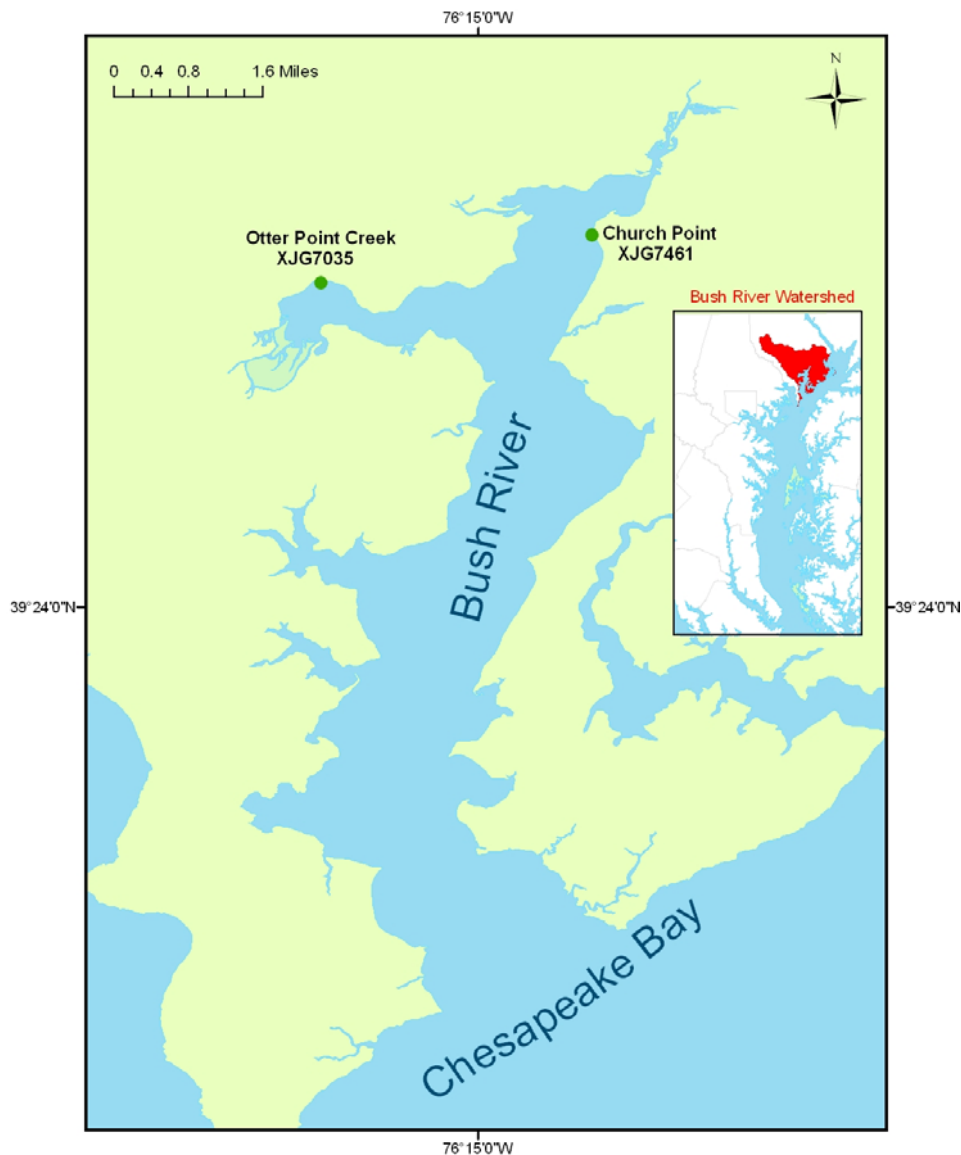 76°15'0"W
0 0.4 0.8 1.6 Miles
N
Otter Point Creek
XJG7035
Church Point
XJG7461
Bush River Watershed
Bush River
39°24'0"N
39°24'0"N
Chesapeake Bay
76°15'0"W